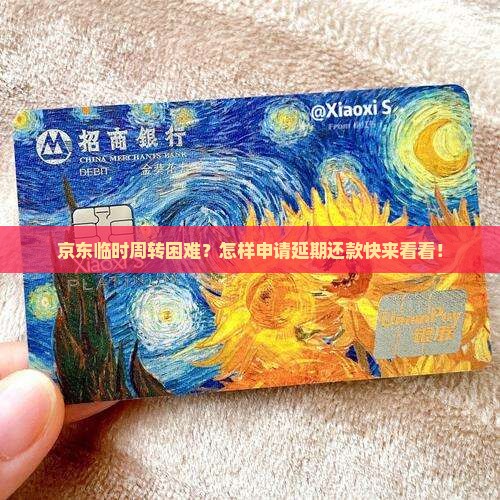 @Xiaoxi S
招商银行
CHINA MERCHANTS BANK
DEBIT
京东临时周转困难？怎样申请延期还款快来看看！
Xiaoxi S
UnionPay
银联